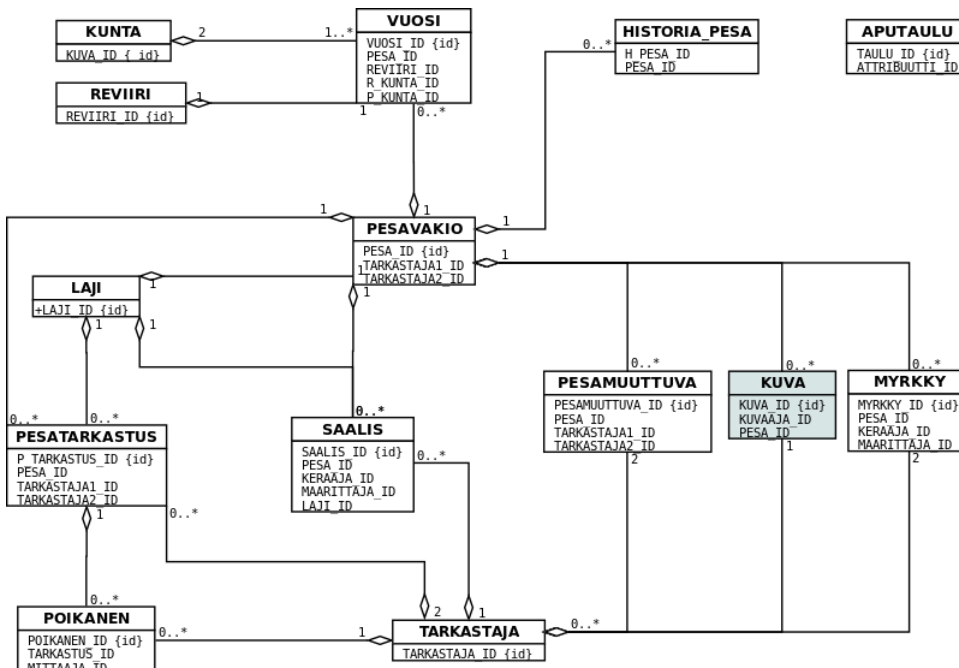 KUNTA
KUVA_ID { id}
2
1..*
VUOSI
VUOSI_ID {id}
PESA_ID
REVIIRI_ID
R_KUNTA_ID
P_KUNTA_ID
HISTORIA_PESA
H_PESA_ID
PESA_ID
0..*
APUTAULU
TAULU_ID {id}
ATTRIBUUTTI_ID
REVIIRI
REVIIRI_ID {id}
1
1
0..*
1
1
1
PESAVAKIO
PESA_ID {id}
TARKASTAJA1_ID
TARKASTAJA2_ID
1
1
1
LAJI
+LAJI_ID {id}
1
1
1
0..*
0..*
0..*
0..*
PESAMUUTTUVA
PESAMUUTTUVA_ID {id}
PESA_ID
TARKASTAJA1_ID
TARKASTAJA2_ID
2
KUVA
KUVA_ID {id}
KUVAAJA_ID
PESA_ID
1
MYRKKY
MYRKKY_ID {id}
PESA_ID
KERAAJA_ID
MAARITTAJA_ID
2
0..*
0..*
PESATARKASTUS
P_TARKASTUS_ID {id}
PESA_ID
TARKASTAJA1_ID
TARKASTAJA2_ID
SAALIS
SAALIS_ID {id}
PESA_ID
KERAAJA_ID
MAARITTAJA_ID
LAJI_ID
0..*
1
0..*
0..*
POIKANEN
POIKANEN_ID {id}
TARKASTUS_ID
MITTAAJA_ID
0..*
1
2
1
TARKASTAJA
TARKASTAJA_ID {id}
0..*